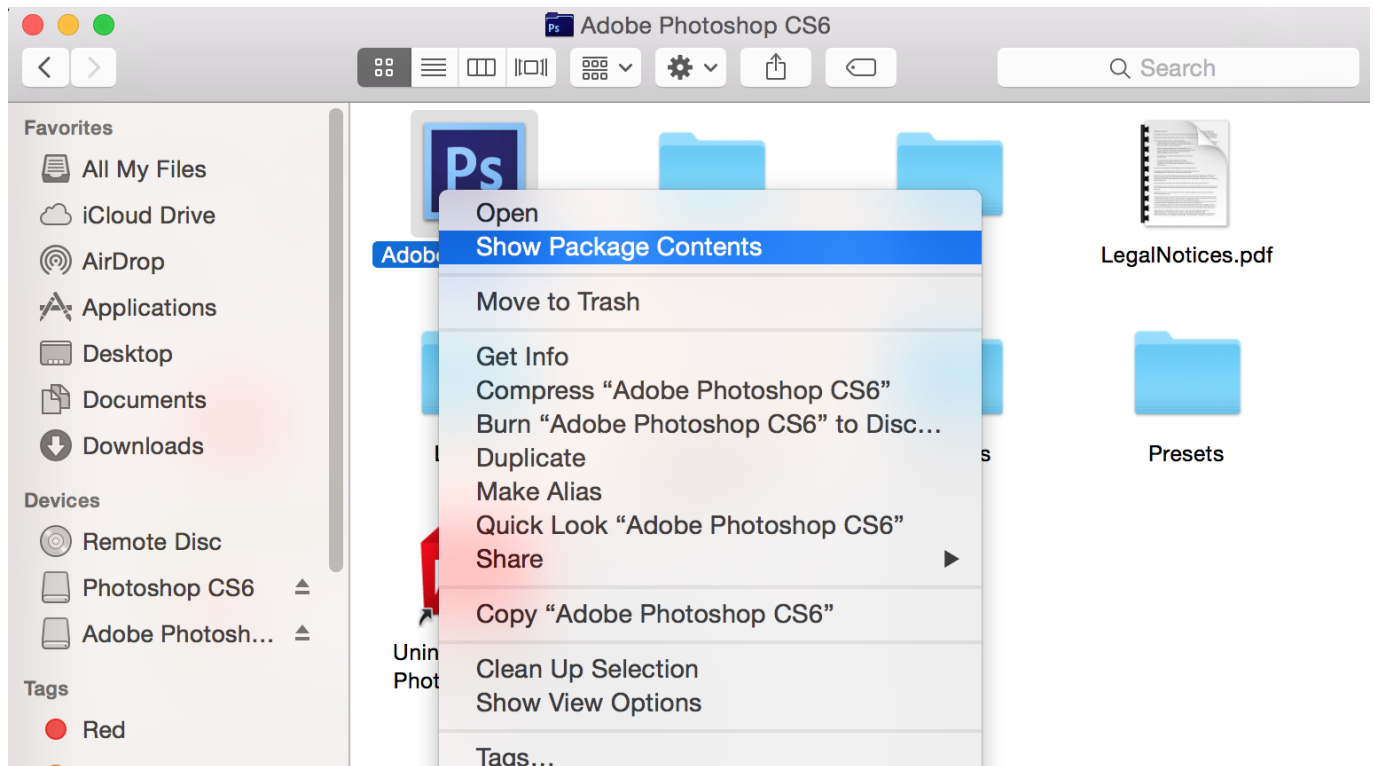 Adobe Photoshop CS6
Search
Favorites
All My Files
iCloud Drive
AirDrop
Applications
Desktop
Documents
Downloads
Devices
Remote Disc
Photoshop CS6
Adobe Photosh...
Tags
Red
Ps
Adob
LegalNotices.pdf
Presets
s
Unin
Phot
Open
Show Package Contents
Move to Trash
Get Info
Compress “Adobe Photoshop CS6”
Burn “Adobe Photoshop CS6” to Disc...
Duplicate
Make Alias
Quick Look “Adobe Photoshop CS6”
Share
Copy “Adobe Photoshop CS6”
Clean Up Selection
Show View Options
Tags...